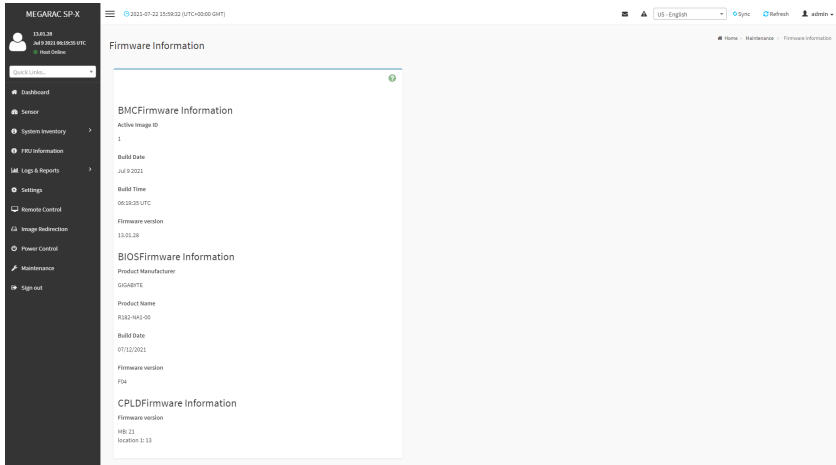 MEGARAC SP-X
2021-07-22 15:59:32 (UTC+00:00 GMT)
US - English
Sync
Refresh
admin
13.01.28
Jul 9 2021 06:19:35 UTC
Host Online
Quick Links...
Dashboard
Sensor
System Inventory
FRU Information
Logs & Reports
Settings
Remote Control
Image Redirection
Power Control
Maintenance
Sign out
Firmware Information
Home > Maintenance > Firmware Information
BMCFirmware Information
Active Image ID
1
Build Date
Jul 9 2021
Build Time
06:19:35 UTC
Firmware version
13.01.28
BIOSFirmware Information
Product Manufacturer
GIGABYTE
Product Name
R182-NA1-00
Build Date
07/12/2021
Firmware version
F04
CPLDFirmware Information
Firmware version
MB: 21
location 1: 13